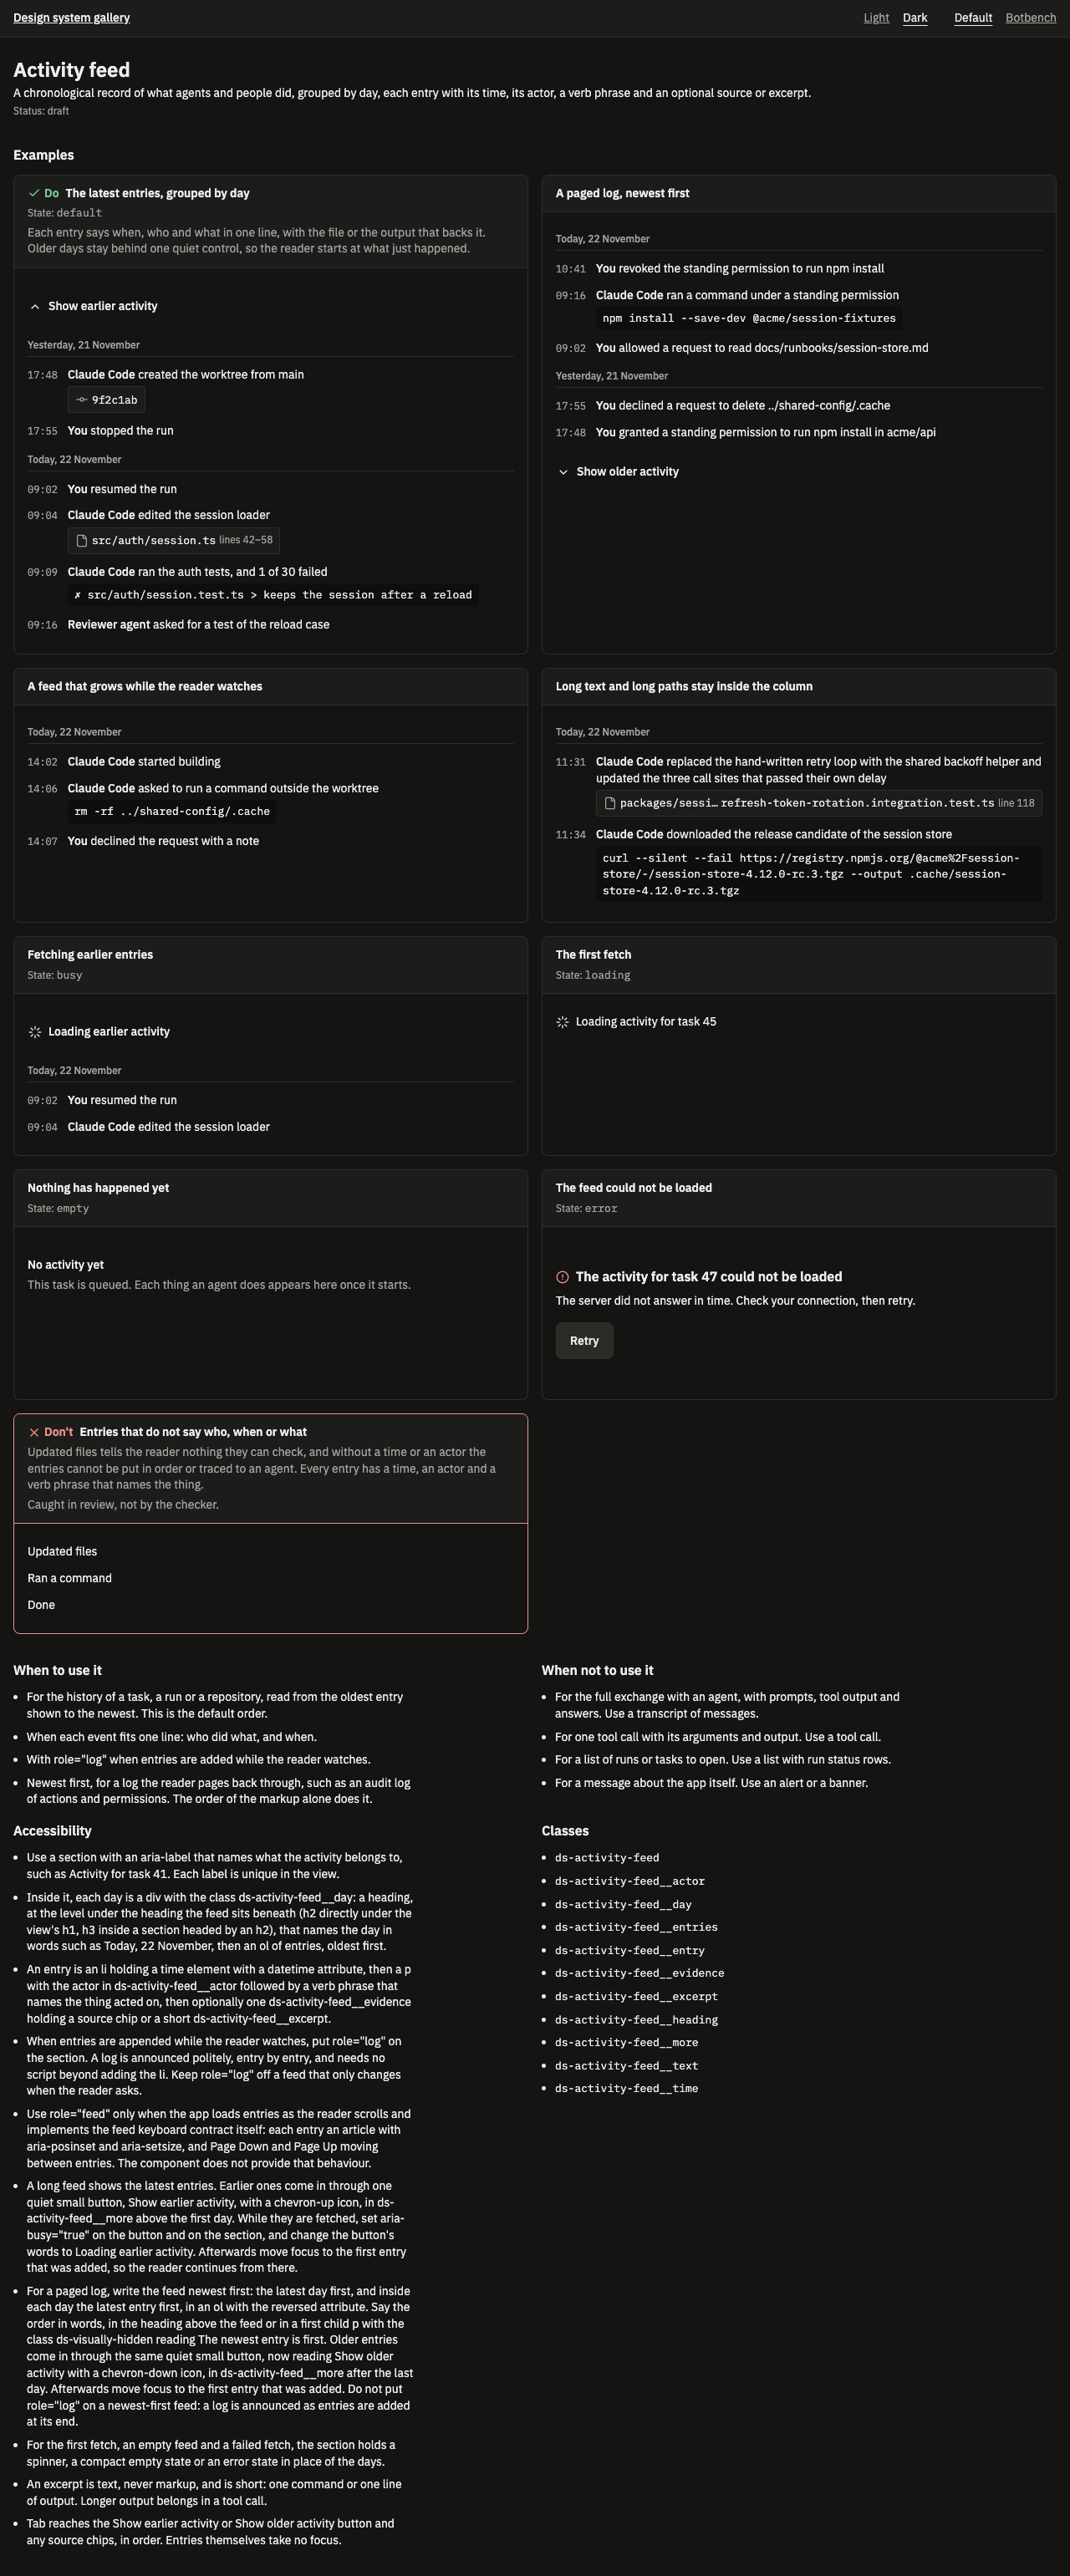 Design system gallery
Light Dark Default Botbench
Activity feed
A chronological record of what agents and people did, grouped by day, each entry with its time, its actor, a verb phrase and an optional source or excerpt.
Status: draft
Examples
Do The latest entries, grouped by day
State: default
Each entry says when, who and what in one line, with the file or the output that backs it.
Older days stay behind one quiet control, so the reader starts at what just happened.
Show earlier activity
Yesterday, 21 November
17:48 Claude Code created the worktree from main
9f2c1ab
17:55 You stopped the run
Today, 22 November
09:02 You resumed the run
09:04 Claude Code edited the session loader
src/auth/session.ts lines 42–58
09:09 Claude Code ran the auth tests, and 1 of 30 failed
✗ src/auth/session.test.ts > keeps the session after a reload
09:16 Reviewer agent asked for a test of the reload case
A paged log, newest first
Today, 22 November
10:41 You revoked the standing permission to run npm install
09:16 Claude Code ran a command under a standing permission
npm install --save-dev @acme/session-fixtures
09:02 You allowed a request to read docs/runbooks/session-store.md
Yesterday, 21 November
17:55 You declined a request to delete ../shared-config/.cache
17:48 You granted a standing permission to run npm install in acme/api
Show older activity
A feed that grows while the reader watches
Today, 22 November
14:02 Claude Code started building
14:06 Claude Code asked to run a command outside the worktree
rm -rf ../shared-config/.cache
14:07 You declined the request with a note
Long text and long paths stay inside the column
Today, 22 November
11:31 Claude Code replaced the hand-written retry loop with the shared backoff helper and
updated the three call sites that passed their own delay
packages/sessi… refresh-token-rotation.integration.test.ts line 118
11:34 Claude Code downloaded the release candidate of the session store
curl --silent --fail https://registry.npmjs.org/@acme%2Fsession-
store/-/session-store-4.12.0-rc.3.tgz --output .cache/session-
store-4.12.0-rc.3.tgz
Fetching earlier entries
State: busy
Loading earlier activity
Today, 22 November
09:02 You resumed the run
09:04 Claude Code edited the session loader
The first fetch
State: loading
Loading activity for task 45
Nothing has happened yet
State: empty
No activity yet
This task is queued. Each thing an agent does appears here once it starts.
The feed could not be loaded
State: error
The activity for task 47 could not be loaded
The server did not answer in time. Check your connection, then retry.
Retry
Don't Entries that do not say who, when or what
Updated files tells the reader nothing they can check, and without a time or an actor the
entries cannot be put in order or traced to an agent. Every entry has a time, an actor and a
verb phrase that names the thing.
Caught in review, not by the checker.
Updated files
Ran a command
Done
When to use it
• For the history of a task, a run or a repository, read from the oldest entry
shown to the newest. This is the default order.
• When each event fits one line: who did what, and when.
• With role="log" when entries are added while the reader watches.
• Newest first, for a log the reader pages back through, such as an audit log
of actions and permissions. The order of the markup alone does it.
When not to use it
• For the full exchange with an agent, with prompts, tool output and
answers. Use a transcript of messages.
• For one tool call with its arguments and output. Use a tool call.
• For a list of runs or tasks to open. Use a list with run status rows.
• For a message about the app itself. Use an alert or a banner.
Accessibility
• Use a section with an aria-label that names what the activity belongs to,
such as Activity for task 41. Each label is unique in the view.
• Inside it, each day is a div with the class ds-activity-feed__day: a heading,
at the level under the heading the feed sits beneath (h2 directly under the
view's h1, h3 inside a section headed by an h2), that names the day in
words such as Today, 22 November, then an ol of entries, oldest first.
• An entry is an li holding a time element with a datetime attribute, then a p
with the actor in ds-activity-feed__actor followed by a verb phrase that
names the thing acted on, then optionally one ds-activity-feed__evidence
holding a source chip or a short ds-activity-feed__excerpt.
• When entries are appended while the reader watches, put role="log" on
the section. A log is announced politely, entry by entry, and needs no
script beyond adding the li. Keep role="log" off a feed that only changes
when the reader asks.
• Use role="feed" only when the app loads entries as the reader scrolls and
implements the feed keyboard contract itself: each entry an article with
aria-posinset and aria-setsize, and Page Down and Page Up moving
between entries. The component does not provide that behaviour.
• A long feed shows the latest entries. Earlier ones come in through one
quiet small button, Show earlier activity, with a chevron-up icon, in ds-
activity-feed__more above the first day. While they are fetched, set aria-
busy="true" on the button and on the section, and change the button's
words to Loading earlier activity. Afterwards move focus to the first entry
that was added, so the reader continues from there.
• For a paged log, write the feed newest first: the latest day first, and inside
each day the latest entry first, in an ol with the reversed attribute. Say the
order in words, in the heading above the feed or in a first child p with the
class ds-visually-hidden reading The newest entry is first. Older entries
come in through the same quiet small button, now reading Show older
activity with a chevron-down icon, in ds-activity-feed__more after the last
day. Afterwards move focus to the first entry that was added. Do not put
role="log" on a newest-first feed: a log is announced as entries are added
at its end.
• For the first fetch, an empty feed and a failed fetch, the section holds a
spinner, a compact empty state or an error state in place of the days.
• An excerpt is text, never markup, and is short: one command or one line
of output. Longer output belongs in a tool call.
• Tab reaches the Show earlier activity or Show older activity button and
any source chips, in order. Entries themselves take no focus.
Classes
• ds-activity-feed
• ds-activity-feed__actor
• ds-activity-feed__day
• ds-activity-feed__entries
• ds-activity-feed__entry
• ds-activity-feed__evidence
• ds-activity-feed__excerpt
• ds-activity-feed__heading
• ds-activity-feed__more
• ds-activity-feed__text
• ds-activity-feed__time